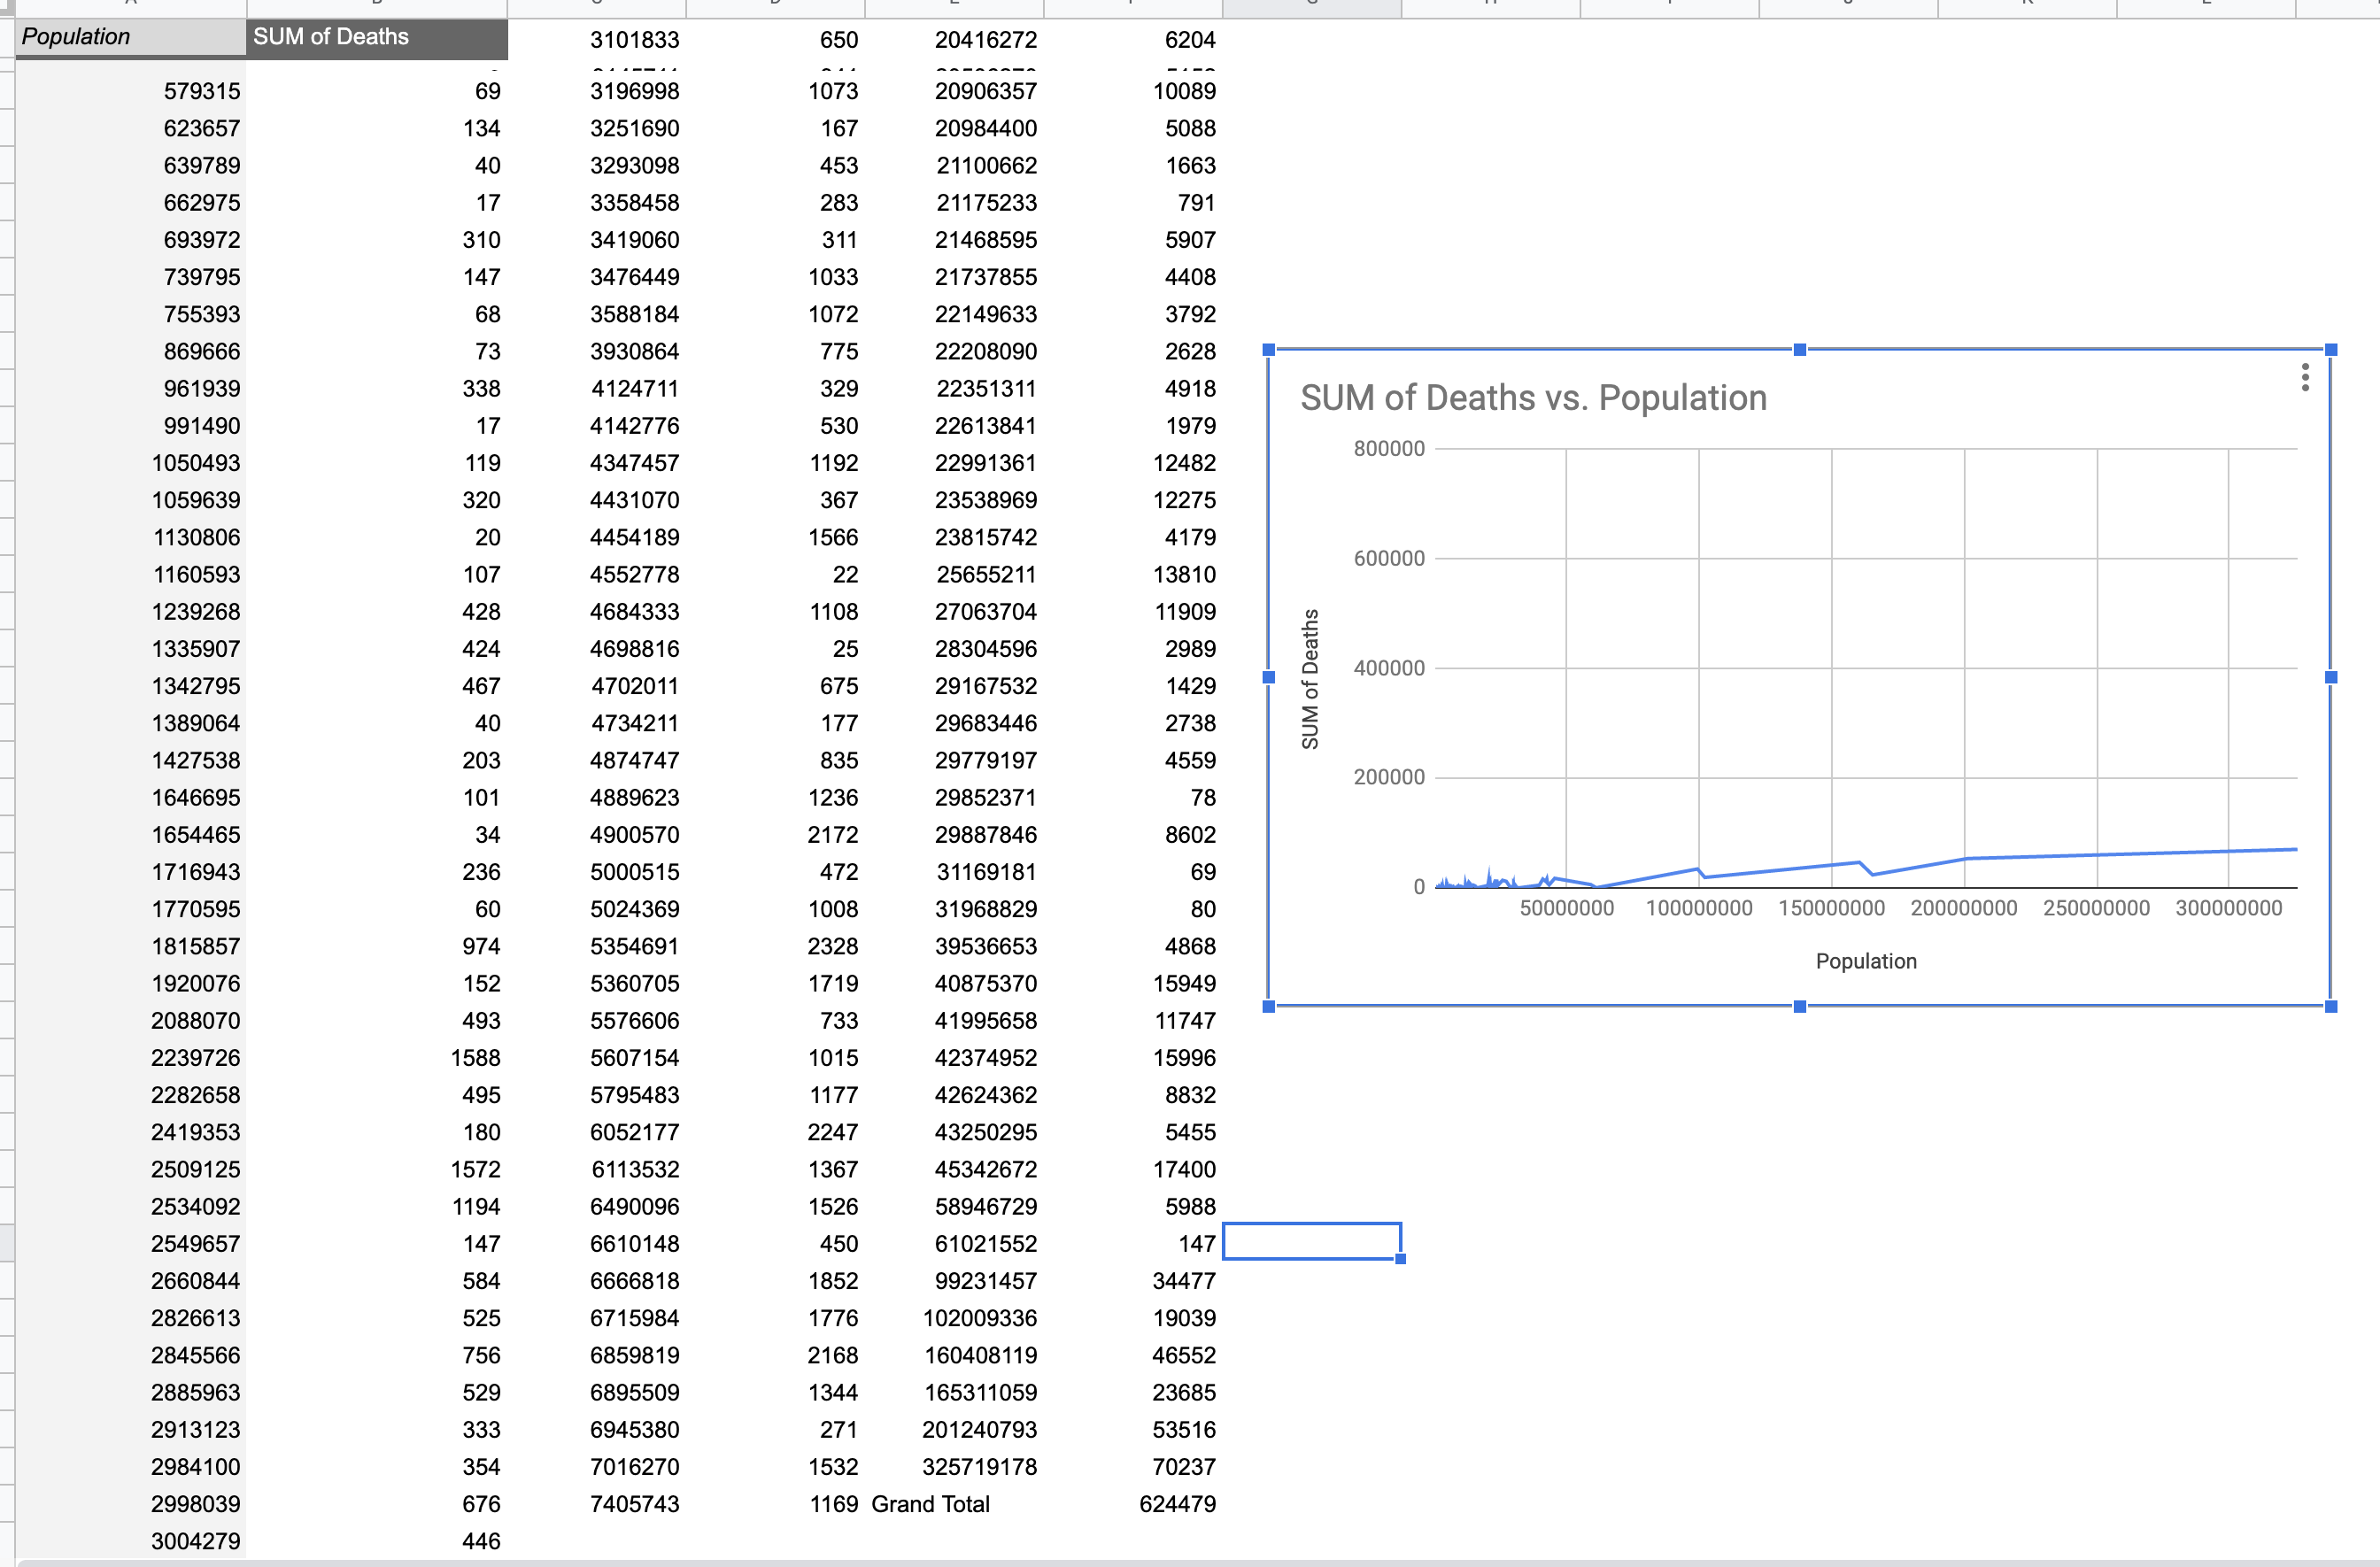 Population SUM of Deaths 3101833 650 20416272 6204
579315 69 3196998 1073 20906357 10089
623657 134 3251690 167 20984400 5088
639789 40 3293098 453 21100662 1663
662975 17 3358458 283 21175233 791
693972 310 3419060 311 21468595 5907
739795 147 3476449 1033 21737855 4408
755393 68 3588184 1072 22149633 3792
869666 73 3930864 775 22208090 2628
961939 338 4124711 329 22351311 4918
991490 17 4142776 530 22613841 1979
1050493 119 4347457 1192 22991361 12482
1059639 320 4431070 367 23538969 12275
1130806 20 4454189 1566 23815742 4179
1160593 107 4552778 22 25655211 13810
1239268 428 4684333 1108 27063704 11909
1335907 424 4698816 25 28304596 2989
1342795 467 4702011 675 29167532 1429
1389064 40 4734211 177 29683446 2738
1427538 203 4874747 835 29779197 4559
1646695 101 4889623 1236 29852371 78
1654465 34 4900570 2172 29887846 8602
1716943 236 5000515 472 31169181 69
1770595 60 5024369 1008 31968829 80
1815857 974 5354691 2328 39536653 4868
1920076 152 5360705 1719 40875370 15949
2088070 493 5576606 733 41995658 11747
2239726 1588 5607154 1015 42374952 15996
2282658 495 5795483 1177 42624362 8832
2419353 180 6052177 2247 43250295 5455
2509125 1572 6113532 1367 45342672 17400
2534092 1194 6490096 1526 58946729 5988
2549657 147 6610148 450 61021552 147
2660844 584 6666818 1852 99231457 34477
2826613 525 6715984 1776 102009336 19039
2845566 756 6859819 2168 160408119 46552
2885963 529 6895509 1344 165311059 23685
2913123 333 6945380 271 201240793 53516
2984100 354 7016270 1532 325719178 70237
2998039 676 7405743 1169 Grand Total 624479
3004279 446
SUM of Deaths vs. Population
800000
600000
400000
200000
0
SUM of Deaths
50000000 100000000 150000000 200000000 250000000 300000000
Population